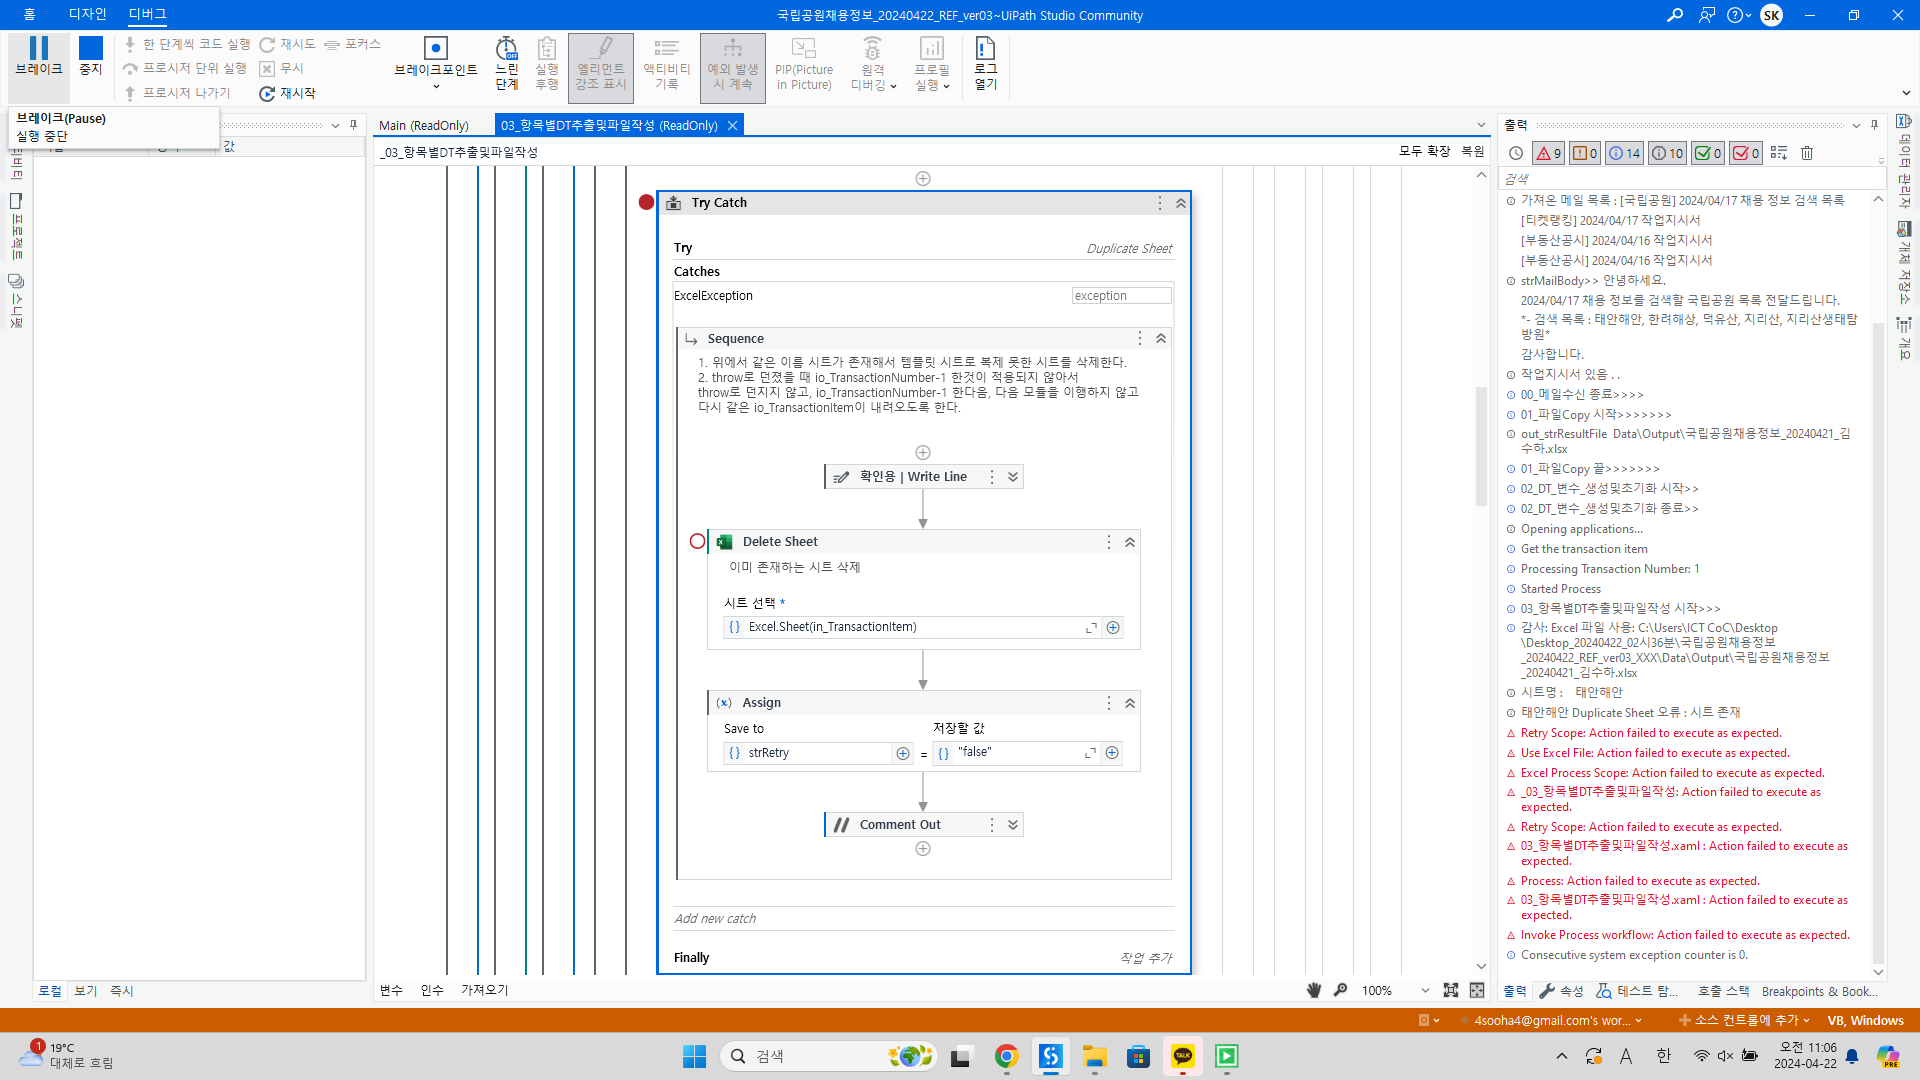 홈 디자인 디버그
국립공원채용정보_20240422_REF_ver03~UiPath Studio Community
SK
브레이크
중지
한 단계씩 코드 실행
프로시저 단위 실행
프로시저 나가기
재시도
무시
재시작
포커스
브레이크포인트
느린 단계
실행 후행
엘리먼트 강조 표시
액티비티 기록
예외 발생 시 계속
PIP(Picture in Picture)
원격 디버깅
프로필 실행
로그 열기
브레이크(Pause)
실행 중단
값
프로젝트
스니펫
Main (ReadOnly)
03_항목별DT추출및파일작성 (ReadOnly)
_03_항목별DT추출및파일작성
모두 확장 복원
Try Catch
Try
Duplicate Sheet
Catches
ExcelException
exception
Sequence
1. 위에서 같은 이름 시트가 존재해서 템플릿 시트로 복제 못한 시트를 삭제한다.
2. throw로 던졌을 때 io_TransactionNumber-1 한것이 적용되지 않아서
throw로 던지지 않고, io_TransactionNumber-1 한다음, 다음 모듈을 이행하지 않고
다시 같은 io_TransactionItem이 내려오도록 한다.
확인용 | Write Line
Delete Sheet
이미 존재하는 시트 삭제
시트 선택 *
Excel.Sheet(in_TransactionItem)
Assign
Save to
저장할 값
strRetry
=
"false"
Comment Out
Add new catch
Finally
작업 추가
로컬 보기 즉시
변수 인수 가져오기
100%
출력
9 0 14 10 0 0
검색
가져온 메일 목록 : [국립공원] 2024/04/17 채용 정보 검색 목록
[티켓랭킹] 2024/04/17 작업지시서
[부동산공시] 2024/04/16 작업지시서
[부동산공시] 2024/04/16 작업지시서
strMailBody>> 안녕하세요.
2024/04/17 채용 정보를 검색할 국립공원 목록 전달드립니다.
*- 검색 목록 : 태안해안, 한려해상, 덕유산, 지리산, 지리산생태탐
방원*
감사합니다.
작업지시서 있음 . .
00_메일수신 종료>>>>
01_파일Copy 시작>>>>>>>
out_strResultFile Data\Output\국립공원채용정보_20240421_김
수하.xlsx
01_파일Copy 끝>>>>>>>
02_DT_변수_생성및초기화 시작>>
02_DT_변수_생성및초기화 종료>>
Opening applications...
Get the transaction item
Processing Transaction Number: 1
Started Process
03_항목별DT추출및파일작성 시작>>>
감사: Excel 파일 사용: C:\Users\ICT CoC\Desktop
\Desktop_20240422_02시36분\국립공원채용정보
_20240422_REF_ver03_XXX\Data\Output\국립공원채용정보
_20240421_김수하.xlsx
시트명 : 태안해안
태안해안 Duplicate Sheet 오류 : 시트 존재
Retry Scope: Action failed to execute as expected.
Use Excel File: Action failed to execute as expected.
Excel Process Scope: Action failed to execute as expected.
_03_항목별DT추출및파일작성: Action failed to execute as
expected.
Retry Scope: Action failed to execute as expected.
03_항목별DT추출및파일작성.xaml : Action failed to execute as
expected.
Process: Action failed to execute as expected.
03_항목별DT추출및파일작성.xaml : Action failed to execute as
expected.
Invoke Process workflow: Action failed to execute as expected.
Consecutive system exception counter is 0.
출력 속성 테스트 탐... 호출 스택 Breakpoints & Book...
데이터 관리자
개체 저장소
개요
4sooha4@gmail.com's wor...
소스 컨트롤에 추가
VB, Windows
1
19°C
대체로 흐림
검색
TALK
A 한
오전 11:06
2024-04-22
PRE